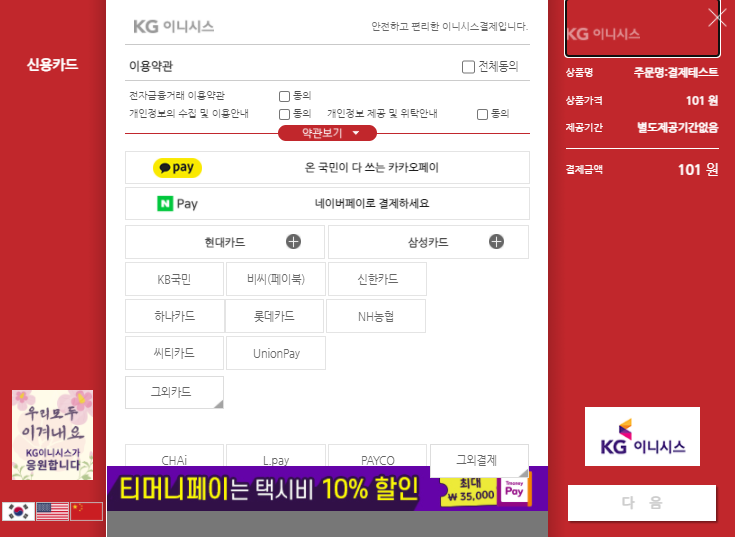 신용카드
KG 이니시스
안전하고 편리한 이니시스결제입니다.
이용약관
전체동의
전자금융거래 이용약관
동의
개인정보의 수집 및 이용안내
동의
개인정보 제공 및 위탁안내
동의
약관보기
pay
온 국민이 다 쓰는 카카오페이
N Pay
네이버페이로 결제하세요
현대카드
삼성카드
KB국민
비씨(페이북)
신한카드
하나카드
롯데카드
NH농협
씨티카드
UnionPay
그외카드
CHAi
L.pay
PAYCO
그외결제
티머니페이는 택시비 10% 할인
최대
₩ 35,000
Tmoney
Pay
우리모두
이겨내요
KG이니시스가
응원합니다
KG 이니시스
상품명
주문명:결제테스트
상품가격
101 원
제공기간
별도제공기간없음
결제금액
101 원
KG 이니시스
다 음